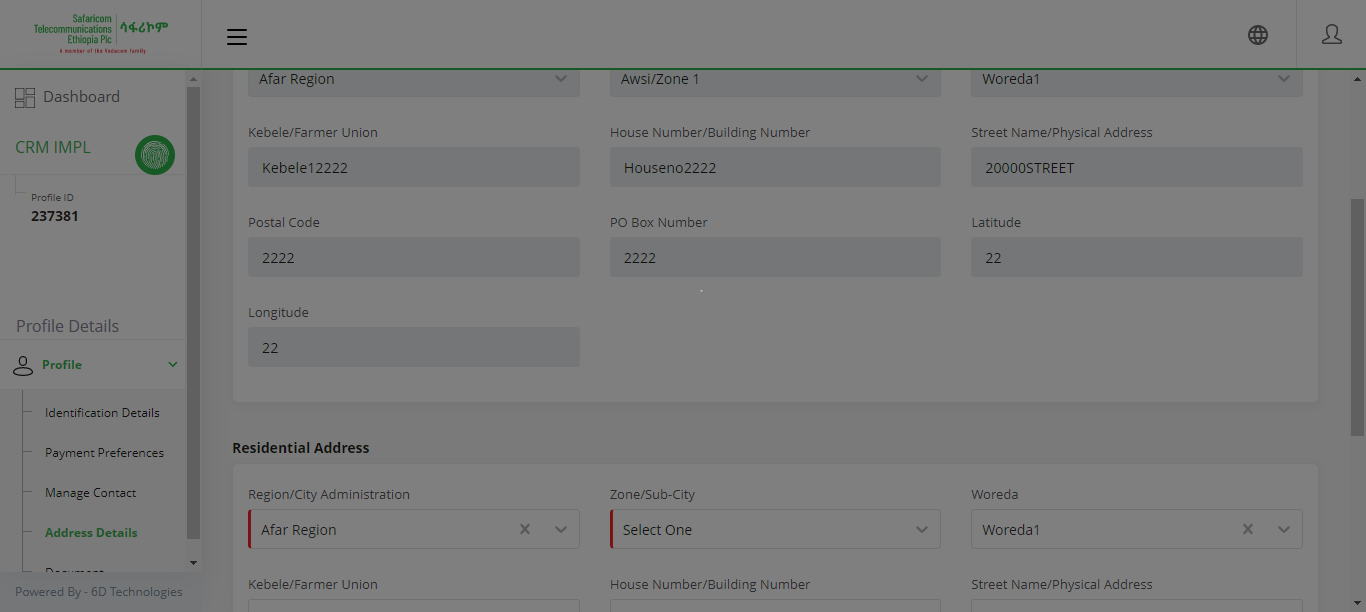 Safaricom
Telecommunications
Ethiopia Plc
ሳፋሪኮም
A member of the Vodacom family
Dashboard
CRM IMPL
Profile ID
237381
Profile Details
Profile
Identification Details
Payment Preferences
Manage Contact
Address Details
Document
Powered By - 6D Technologies
Afar Region
Awsi/Zone 1
Woreda1
Kebele/Farmer Union
House Number/Building Number
Street Name/Physical Address
Kebele12222
Houseno2222
20000STREET
Postal Code
PO Box Number
Latitude
2222
2222
22
Longitude
22
Residential Address
Region/City Administration
Zone/Sub-City
Woreda
Afar Region
Select One
Woreda1
Kebele/Farmer Union
House Number/Building Number
Street Name/Physical Address